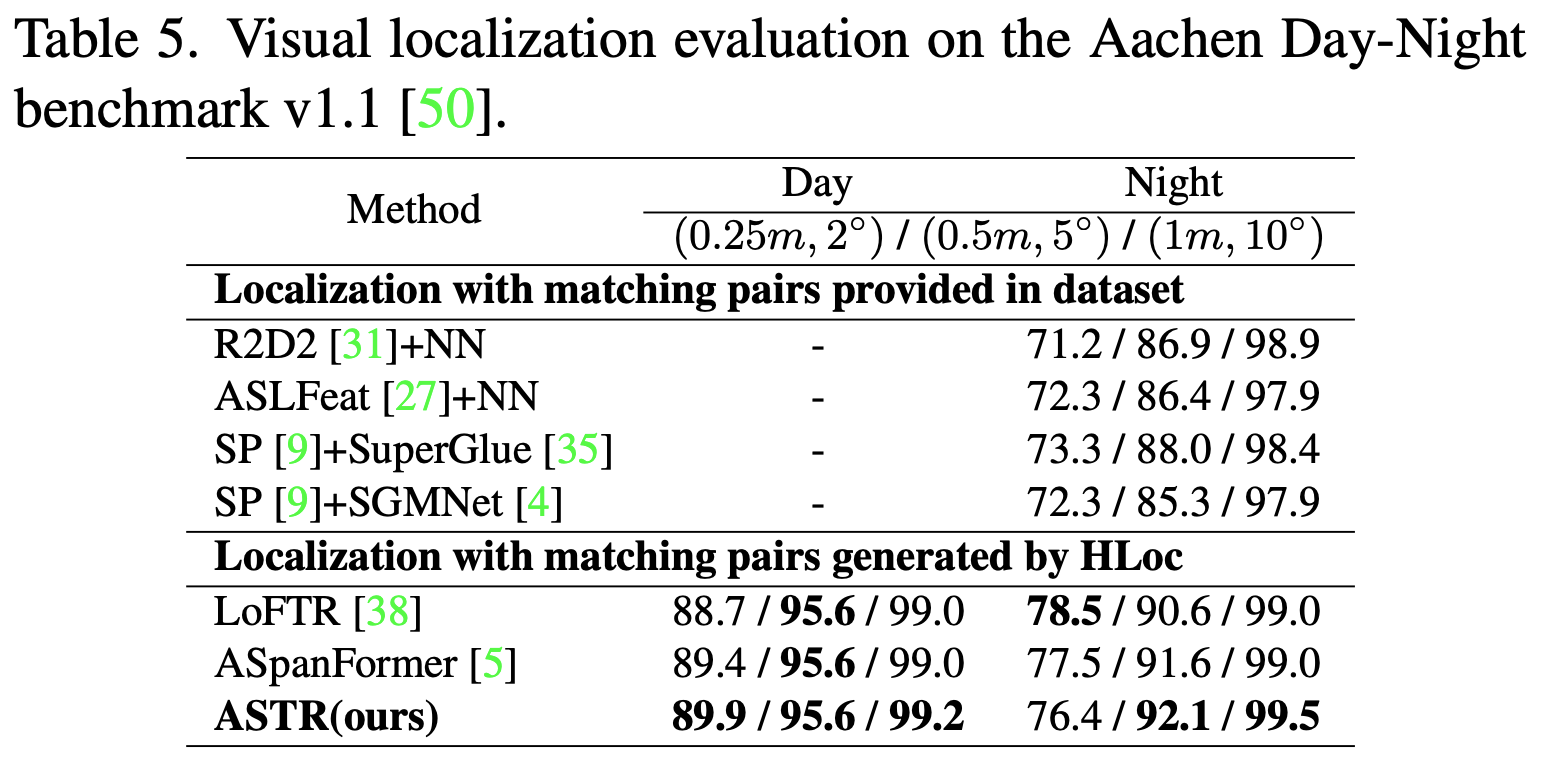 Table 5. Visual localization evaluation on the Aachen Day-Night
benchmark v1.1 [50].
Method Day Night
(0.25m, 2°) / (0.5m, 5°) / (1m, 10°)
Localization with matching pairs provided in dataset
R2D2 [31]+NN - 71.2 / 86.9 / 98.9
ASLFeat [27]+NN - 72.3 / 86.4 / 97.9
SP [9]+SuperGlue [35] - 73.3 / 88.0 / 98.4
SP [9]+SGMNet [4] - 72.3 / 85.3 / 97.9
Localization with matching pairs generated by HLoc
LoFTR [38] 88.7 / 95.6 / 99.0 78.5 / 90.6 / 99.0
ASpanFormer [5] 89.4 / 95.6 / 99.0 77.5 / 91.6 / 99.0
ASTR(ours) 89.9 / 95.6 / 99.2 76.4 / 92.1 / 99.5